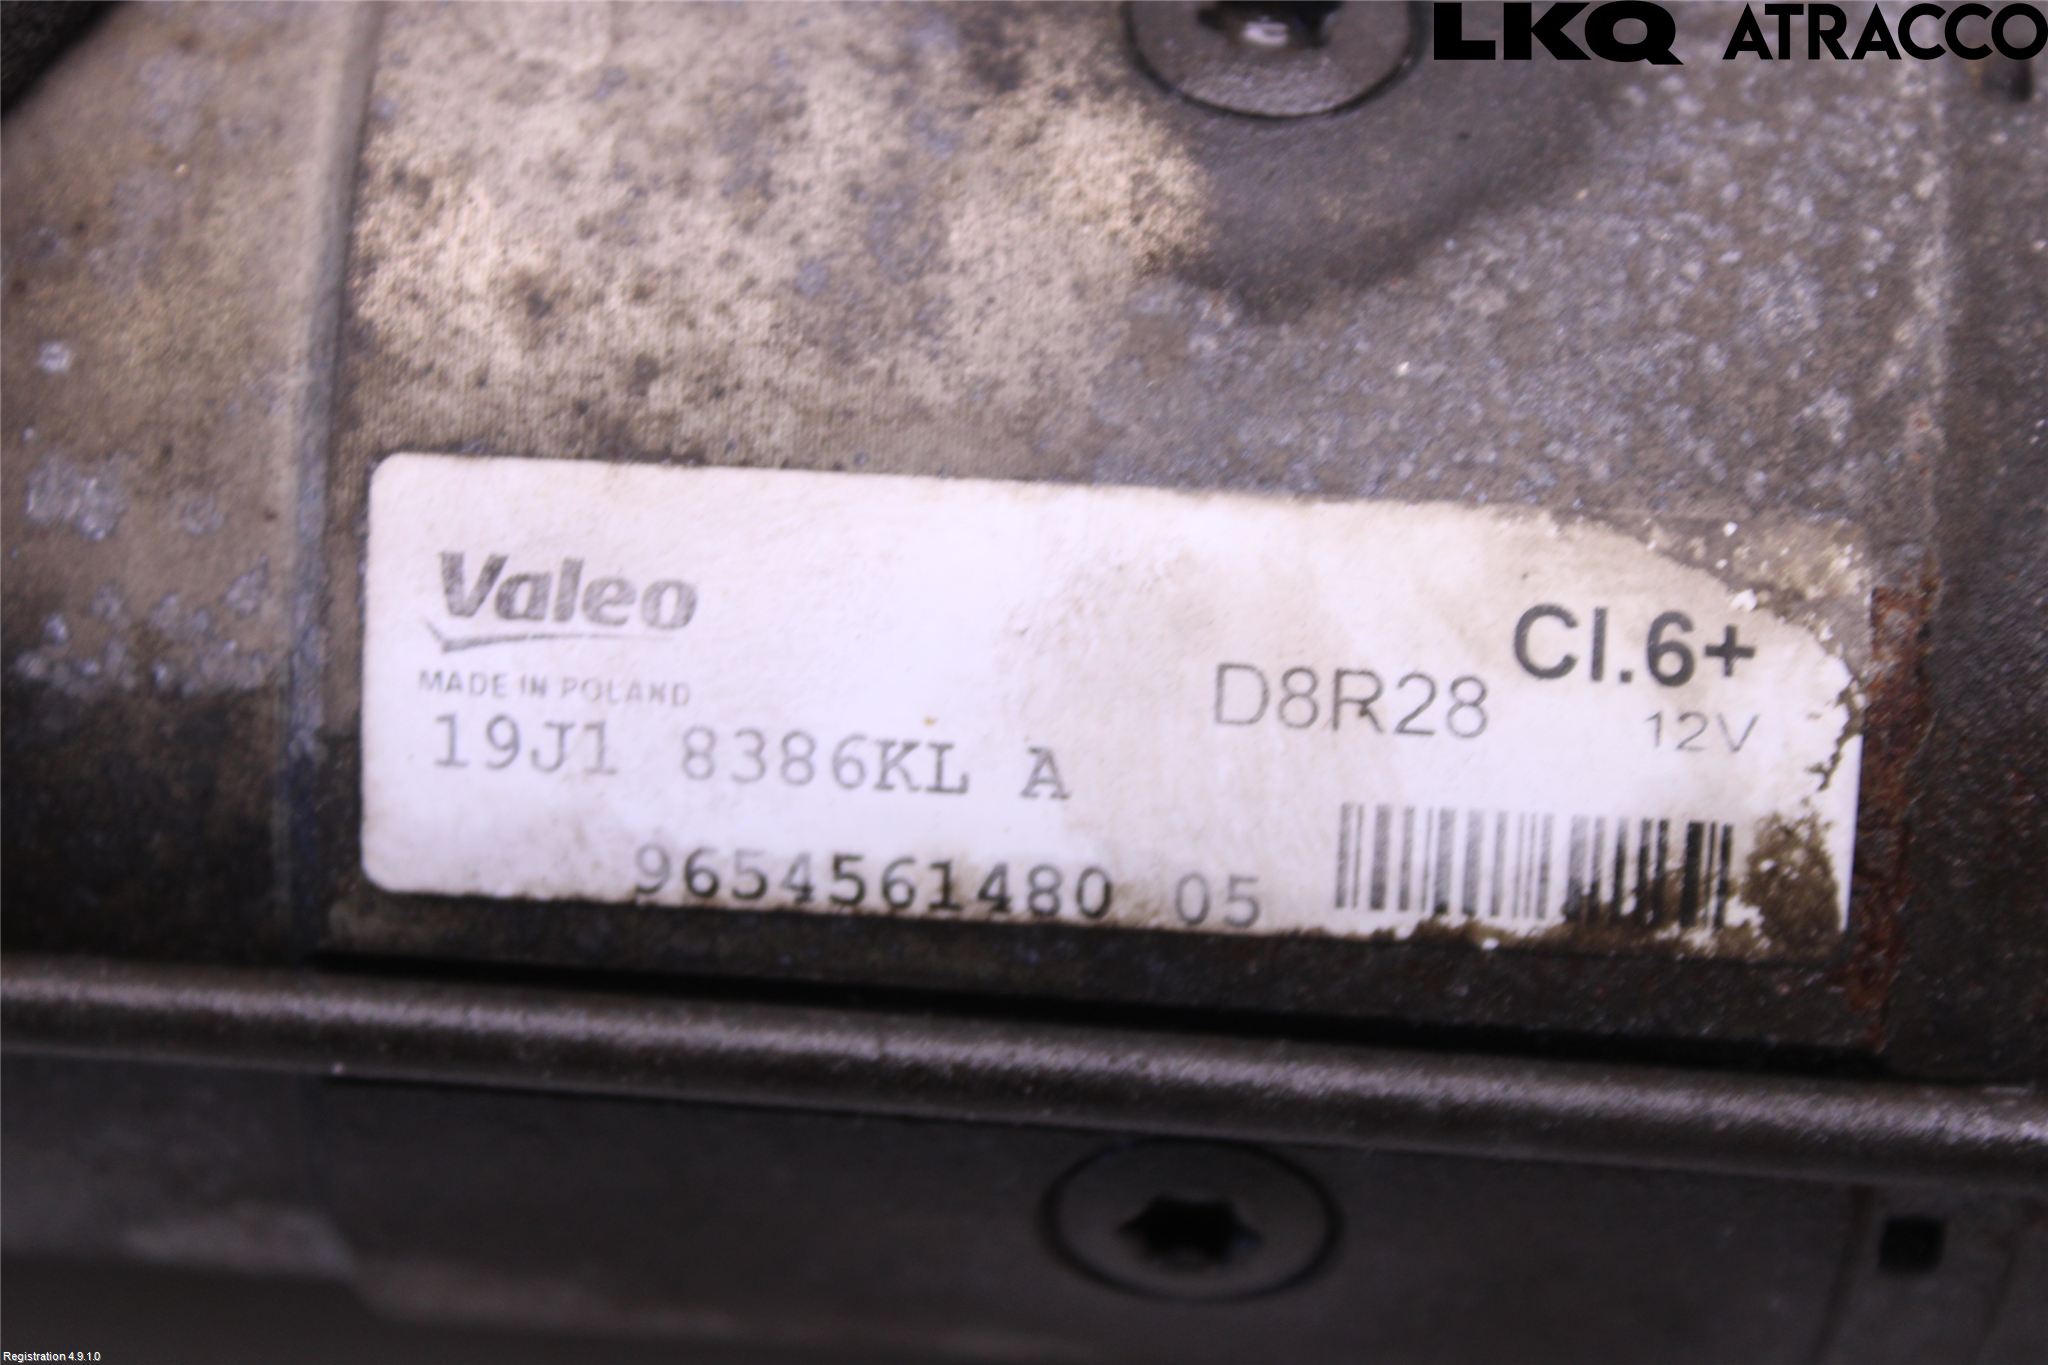 LKQ ATRACCO
Valeo
MADE IN POLAND
Cl.6+
D8R28
12V
19J1 8386KL A
9654561480 05
Registration 4.9.1.0